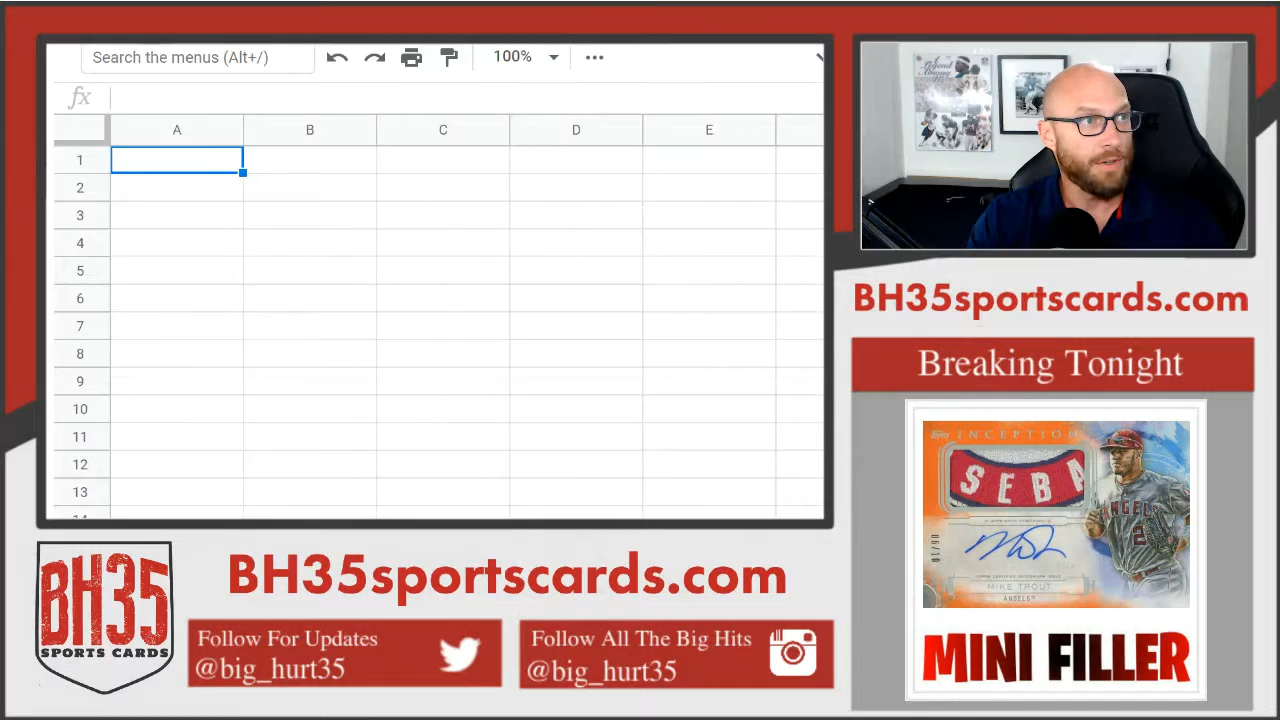 Search the menus (Alt+/)
100%
fx
A B C D E
1
2
3
4
5
6
7
8
9
10
11
12
13
BH35sportscards.com
Breaking Tonight
INCEPTION
SEBA
MIKE TROUT
ANGELS
MINI FILLER
BH35
SPORTS CARDS
BH35sportscards.com
Follow For Updates
@big_hurt35
Follow All The Big Hits
@big_hurt35